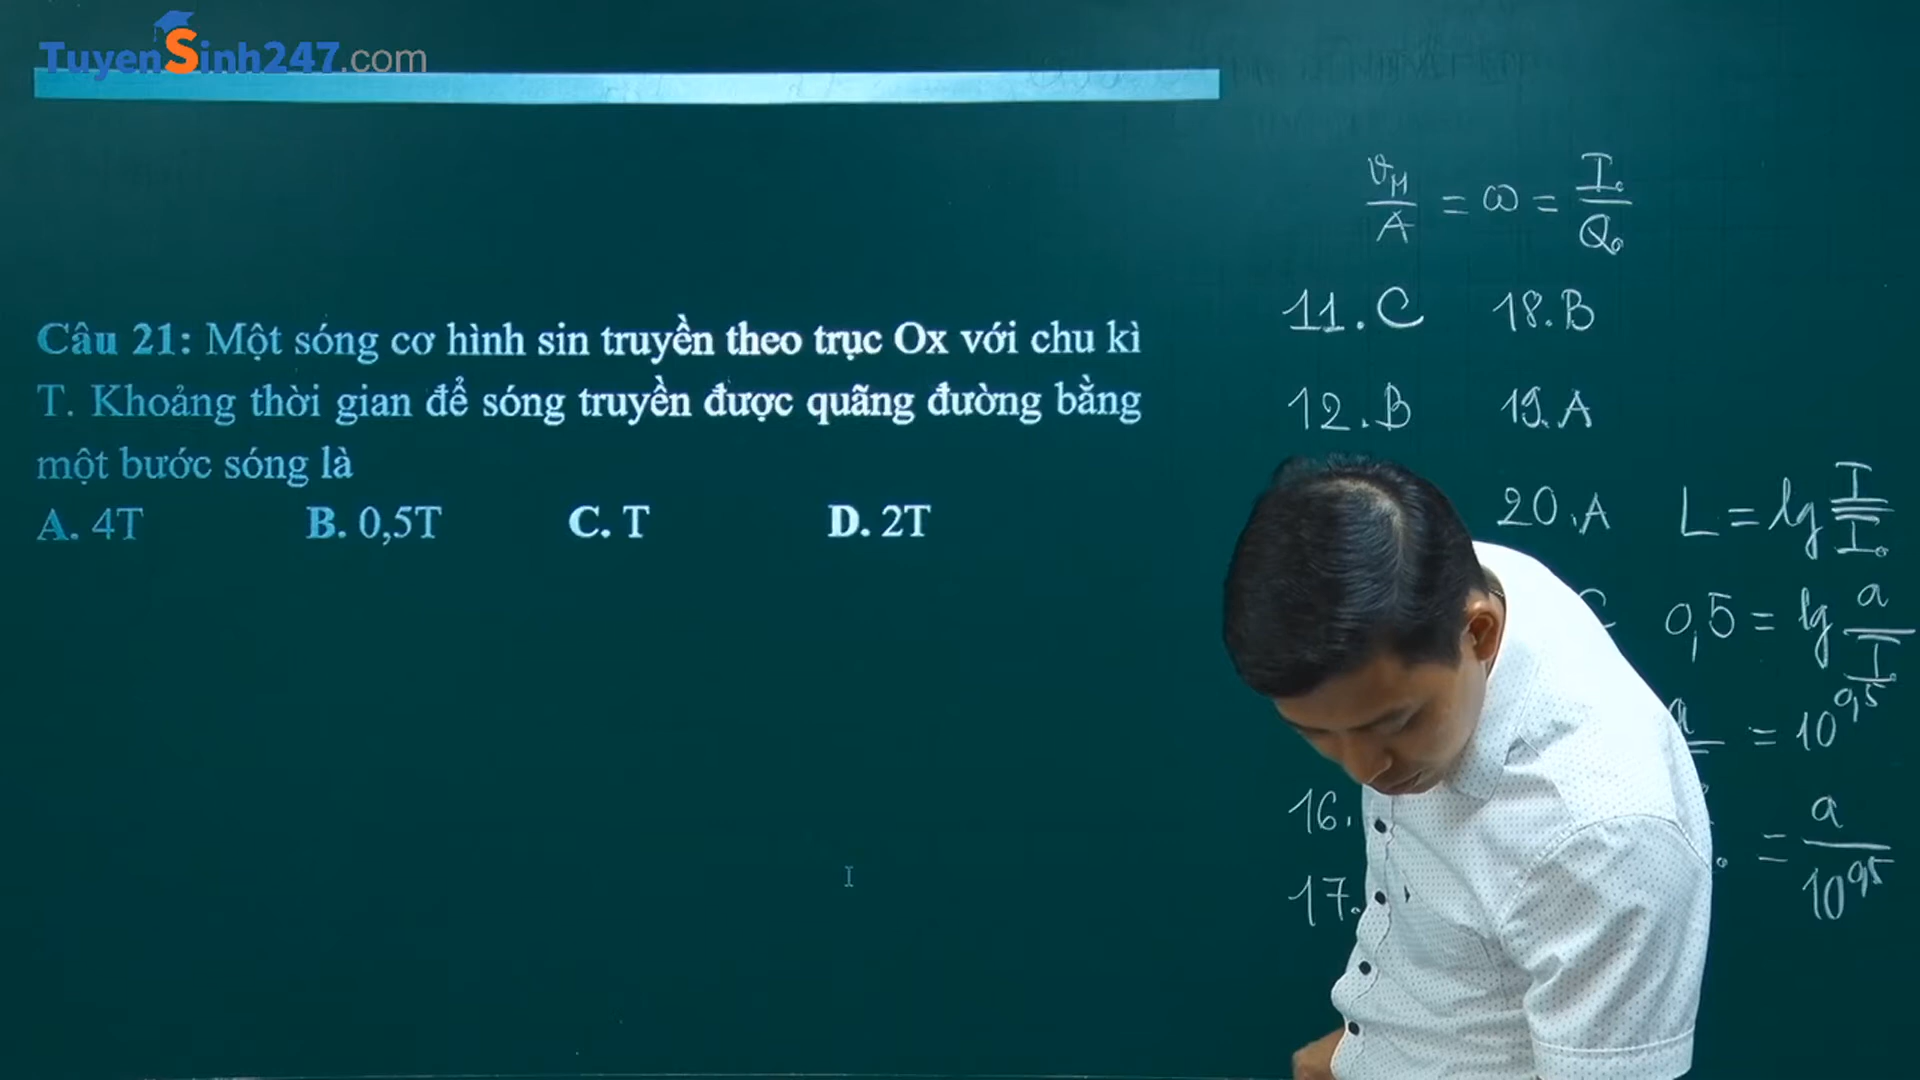 TuyenSinh247.com
Câu 21: Một sóng cơ hình sin truyền theo trục Ox với chu kì
T. Khoảng thời gian để sóng truyền được quãng đường bằng
một bước sóng là
A. 4T B. 0,5T C. T D. 2T
v_M/A = ω = I₀/Q₀
11. C 18. B
12. B 19. A
20. A L = lg I/I₀
0,5 = lg a/I₀
a = 10^0,5
16.
= a/10^0,5
17.